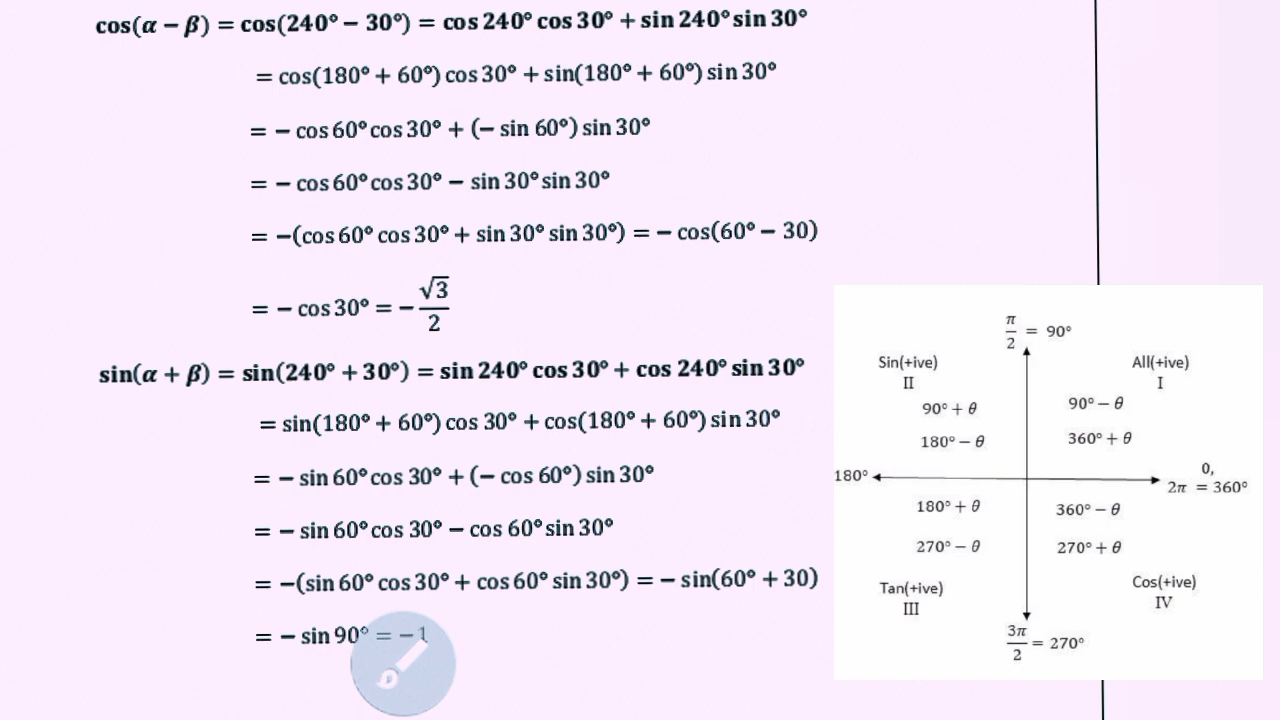 cos(α − β) = cos(240° − 30°) = cos 240° cos 30° + sin 240° sin 30°
= cos(180° + 60°) cos 30° + sin(180° + 60°) sin 30°
= − cos 60° cos 30° + (− sin 60°) sin 30°
= − cos 60° cos 30° − sin 30° sin 30°
= −(cos 60° cos 30° + sin 30° sin 30°) = − cos(60° − 30)
= − cos 30° = − √3/2
sin(α + β) = sin(240° + 30°) = sin 240° cos 30° + cos 240° sin 30°
= sin(180° + 60°) cos 30° + cos(180° + 60°) sin 30°
= − sin 60° cos 30° + (− cos 60°) sin 30°
= − sin 60° cos 30° − cos 60° sin 30°
= −(sin 60° cos 30° + cos 60° sin 30°) = − sin(60° + 30)
= − sin 90° = −1
π/2 = 90°
Sin(+ive)
II
90° + θ
180° − θ
All(+ive)
I
90° − θ
360° + θ
180°
0,
2π = 360°
180° + θ
270° − θ
Tan(+ive)
III
360° − θ
270° + θ
Cos(+ive)
IV
3π/2 = 270°